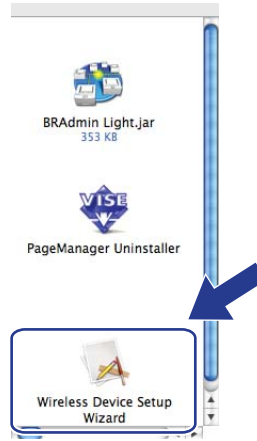 BRAdmin Light.jar
353 KB
VISE
PageManager Uninstaller
Wireless Device Setup
Wizard